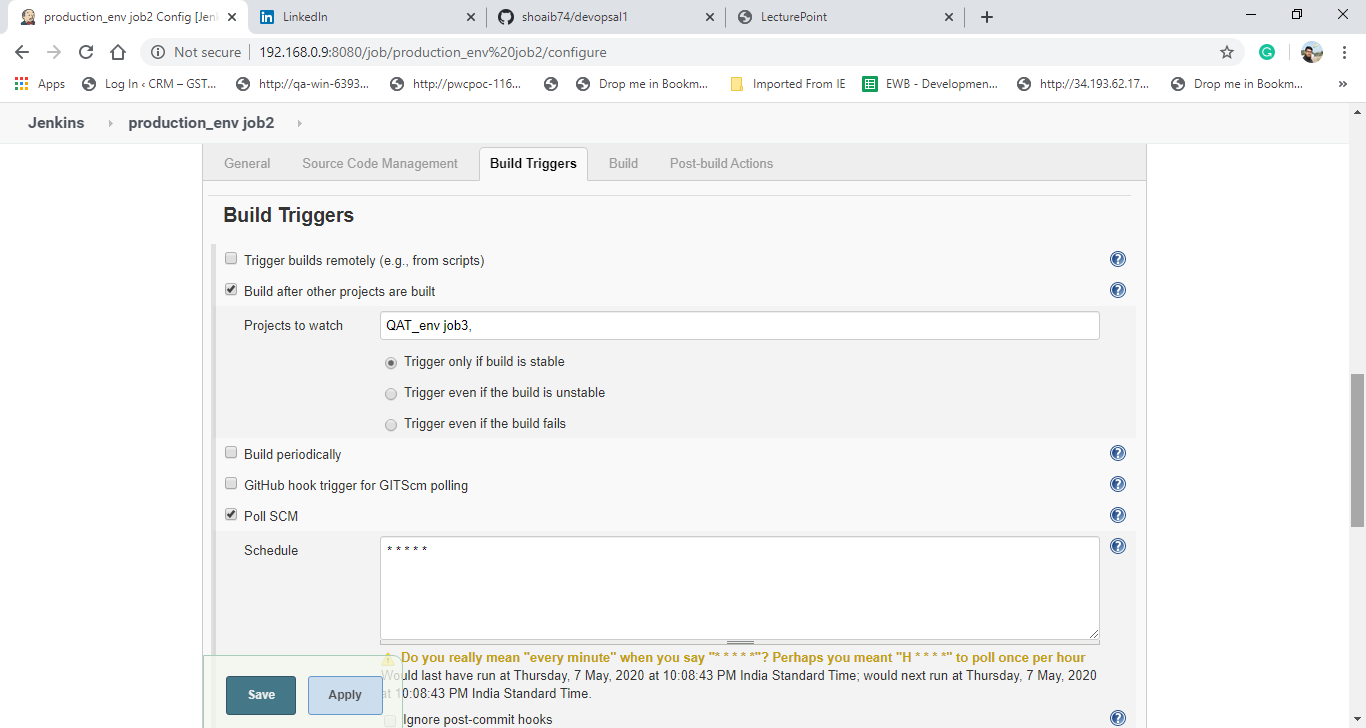 production_env job2 Config [Jen
LinkedIn
shoaib74/devopsal1
LecturePoint
Not secure
192.168.0.9:8080/job/production_env%20job2/configure
Apps
Log In ‹ CRM – GST...
http://qa-win-6393...
http://pwcpoc-116...
Drop me in Bookm...
Imported From IE
EWB - Developmen...
http://34.193.62.17...
Drop me in Bookm...
Jenkins
production_env job2
General
Source Code Management
Build Triggers
Build
Post-build Actions
Build Triggers
Trigger builds remotely (e.g., from scripts)
Build after other projects are built
Projects to watch
QAT_env job3,
Trigger only if build is stable
Trigger even if the build is unstable
Trigger even if the build fails
Build periodically
GitHub hook trigger for GITScm polling
Poll SCM
Schedule
* * * * *
Do you really mean "every minute" when you say "* * * * *"? Perhaps you meant "H * * * *" to poll once per hour
Would last have run at Thursday, 7 May, 2020 at 10:08:43 PM India Standard Time; would next run at Thursday, 7 May, 2020
at 10:08:43 PM India Standard Time.
Save
Apply
Ignore post-commit hooks